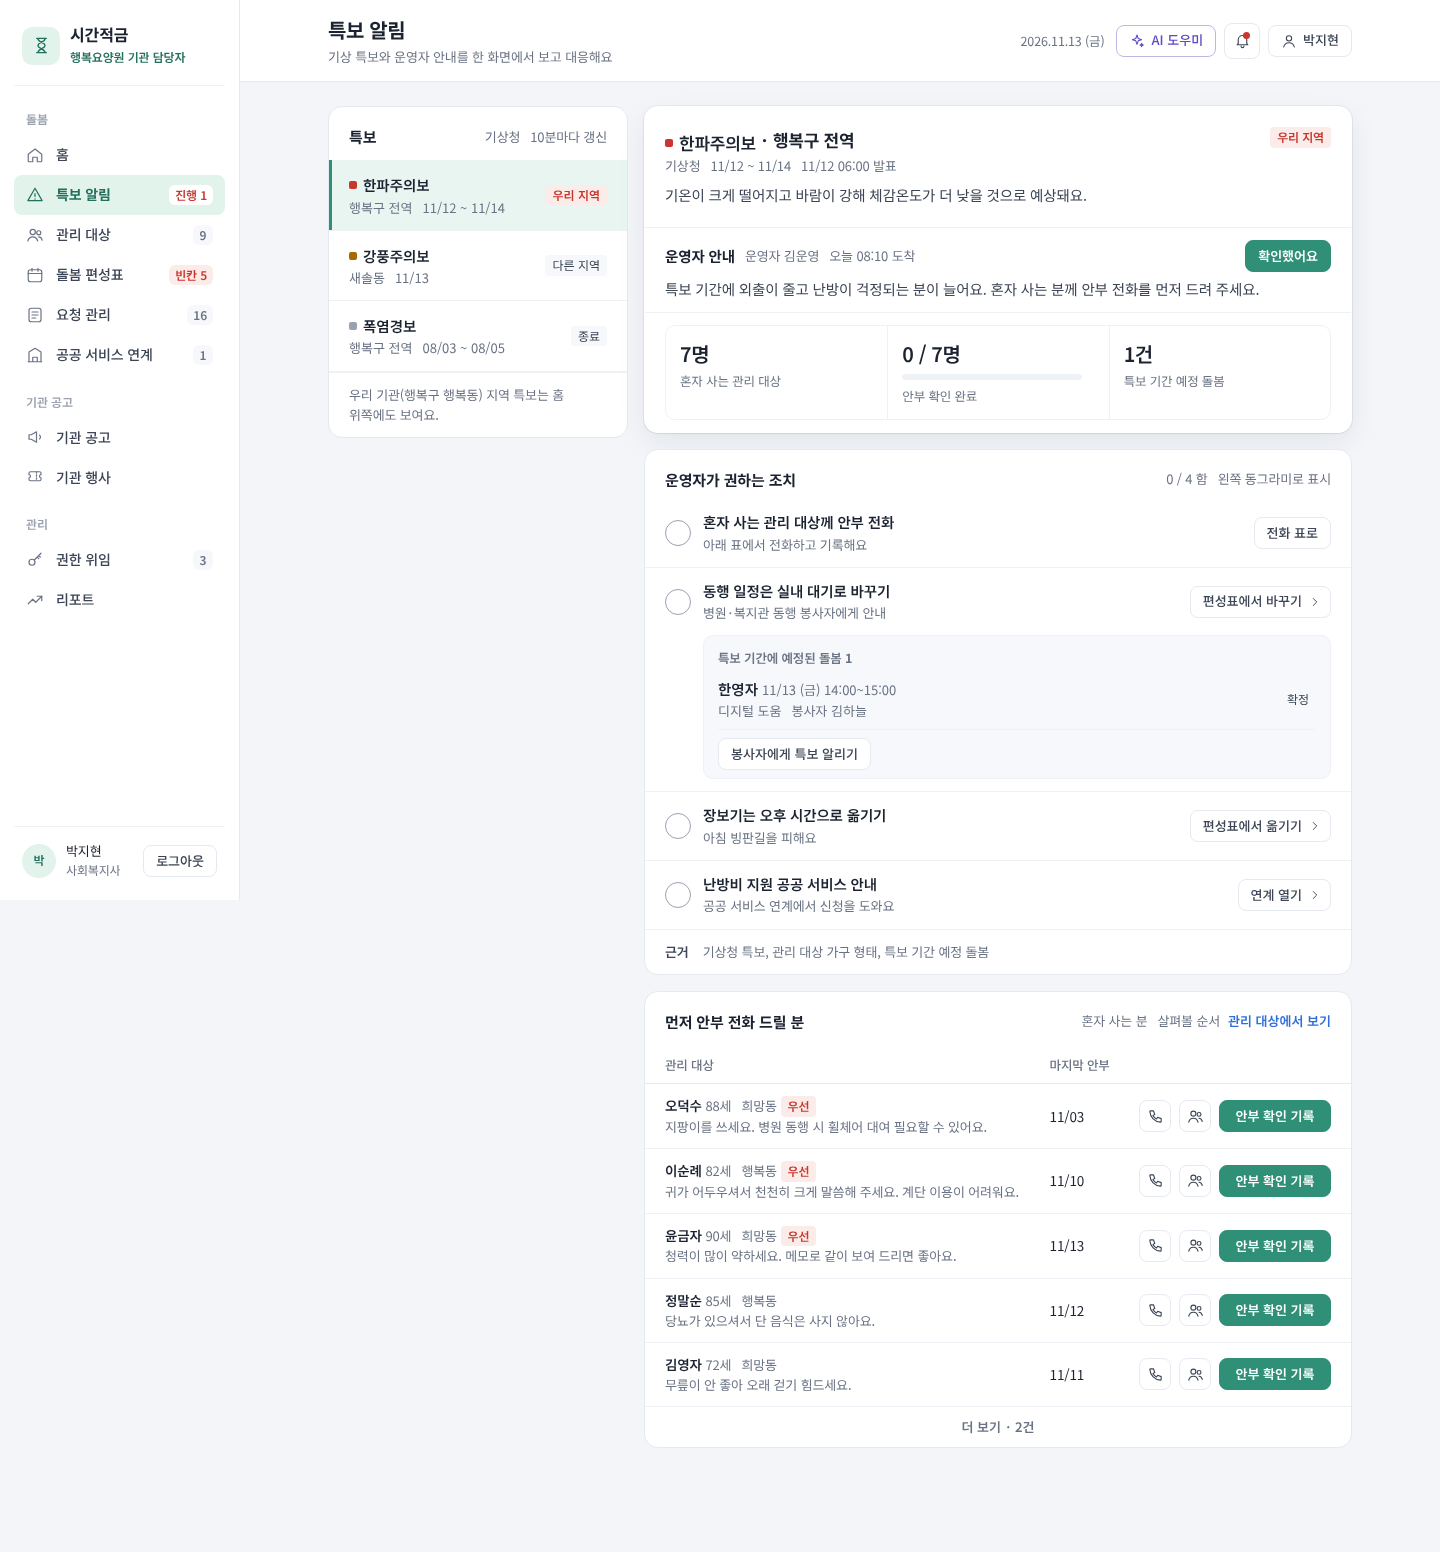 시간적금
행복요양원 기관 담당자
돌봄
홈
특보 알림 진행 1
관리 대상 9
돌봄 편성표 빈칸 5
요청 관리 16
공공 서비스 연계 1
기관 공고
기관 공고
기관 행사
관리
권한 위임 3
리포트
박 박지현
사회복지사
로그아웃
특보 알림
기상 특보와 운영자 안내를 한 화면에서 보고 대응해요
2026.11.13 (금) AI 도우미 박지현
특보 기상청 10분마다 갱신
한파주의보
행복구 전역 11/12 ~ 11/14
우리 지역
강풍주의보
새솔동 11/13
다른 지역
폭염경보
행복구 전역 08/03 ~ 08/05
종료
우리 기관(행복구 행복동) 지역 특보는 홈
위쪽에도 보여요.
한파주의보 · 행복구 전역 우리 지역
기상청 11/12 ~ 11/14 11/12 06:00 발표
기온이 크게 떨어지고 바람이 강해 체감온도가 더 낮을 것으로 예상돼요.
운영자 안내 운영자 김운영 오늘 08:10 도착 확인했어요
특보 기간에 외출이 줄고 난방이 걱정되는 분이 늘어요. 혼자 사는 분께 안부 전화를 먼저 드려 주세요.
7명
혼자 사는 관리 대상
0 / 7명
안부 확인 완료
1건
특보 기간 예정 돌봄
운영자가 권하는 조치 0 / 4 함 왼쪽 동그라미로 표시
혼자 사는 관리 대상께 안부 전화
아래 표에서 전화하고 기록해요
전화 표로
동행 일정은 실내 대기로 바꾸기
병원·복지관 동행 봉사자에게 안내
편성표에서 바꾸기
특보 기간에 예정된 돌봄 1
한영자 11/13 (금) 14:00~15:00
디지털 도움 봉사자 김하늘
확정
봉사자에게 특보 알리기
장보기는 오후 시간으로 옮기기
아침 빙판길을 피해요
편성표에서 옮기기
난방비 지원 공공 서비스 안내
공공 서비스 연계에서 신청을 도와요
연계 열기
근거 기상청 특보, 관리 대상 가구 형태, 특보 기간 예정 돌봄
먼저 안부 전화 드릴 분 혼자 사는 분 살펴볼 순서 관리 대상에서 보기
관리 대상 마지막 안부
오덕수 88세 희망동 우선
지팡이를 쓰세요. 병원 동행 시 휠체어 대여 필요할 수 있어요.
11/03 안부 확인 기록
이순례 82세 행복동 우선
귀가 어두우셔서 천천히 크게 말씀해 주세요. 계단 이용이 어려워요.
11/10 안부 확인 기록
윤금자 90세 희망동 우선
청력이 많이 약하세요. 메모로 같이 보여 드리면 좋아요.
11/13 안부 확인 기록
정말순 85세 행복동
당뇨가 있으셔서 단 음식은 사지 않아요.
11/12 안부 확인 기록
김영자 72세 희망동
무릎이 안 좋아 오래 걷기 힘드세요.
11/11 안부 확인 기록
더 보기 · 2건